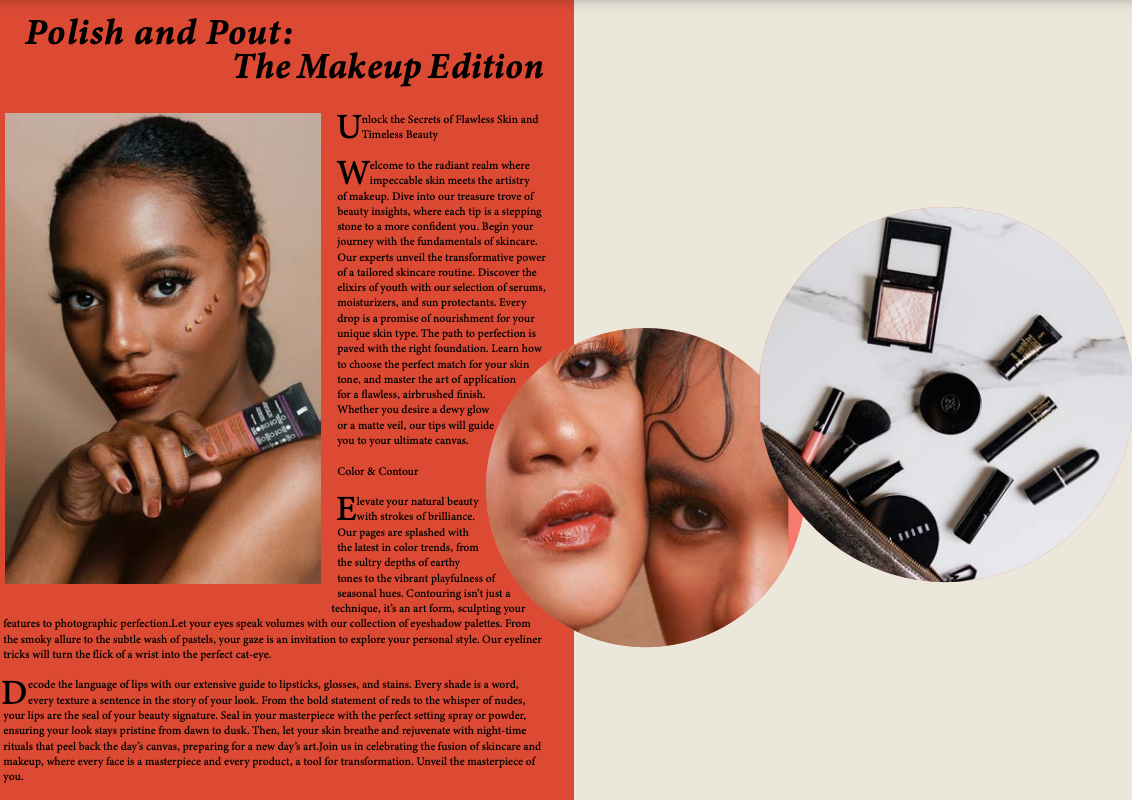 Polish and Pout:
The Makeup Edition
Unlock the Secrets of Flawless Skin and
Timeless Beauty
Welcome to the radiant realm where
impeccable skin meets the artistry
of makeup. Dive into our treasure trove of
beauty insights, where each tip is a stepping
stone to a more confident you. Begin your
journey with the fundamentals of skincare.
Our experts unveil the transformative power
of a tailored skincare routine. Discover the
elixirs of youth with our selection of serums,
moisturizers, and sun protectants. Every
drop is a promise of nourishment for your
unique skin type. The path to perfection is
paved with the right foundation. Learn how
to choose the perfect match for your skin
tone, and master the art of application
for a flawless, airbrushed finish.
Whether you desire a dewy glow
or a matte veil, our tips will guide
you to your ultimate canvas.
Color & Contour
Elevate your natural beauty
with strokes of brilliance.
Our pages are splashed with
the latest in color trends, from
the sultry depths of earthy
tones to the vibrant playfulness of
seasonal hues. Contouring isn't just a
technique, it's an art form, sculpting your
features to photographic perfection.Let your eyes speak volumes with our collection of eyeshadow palettes. From
the smoky allure to the subtle wash of pastels, your gaze is an invitation to explore your personal style. Our eyeliner
tricks will turn the flick of a wrist into the perfect cat-eye.
Decode the language of lips with our extensive guide to lipsticks, glosses, and stains. Every shade is a word,
every texture a sentence in the story of your look. From the bold statement of reds to the whisper of nudes,
your lips are the seal of your beauty signature. Seal in your masterpiece with the perfect setting spray or powder,
ensuring your look stays pristine from dawn to dusk. Then, let your skin breathe and rejuvenate with night-time
rituals that peel back the day's canvas, preparing for a new day's art.Join us in celebrating the fusion of skincare and
makeup, where every face is a masterpiece and every product, a tool for transformation. Unveil the masterpiece of
you.
BROWN